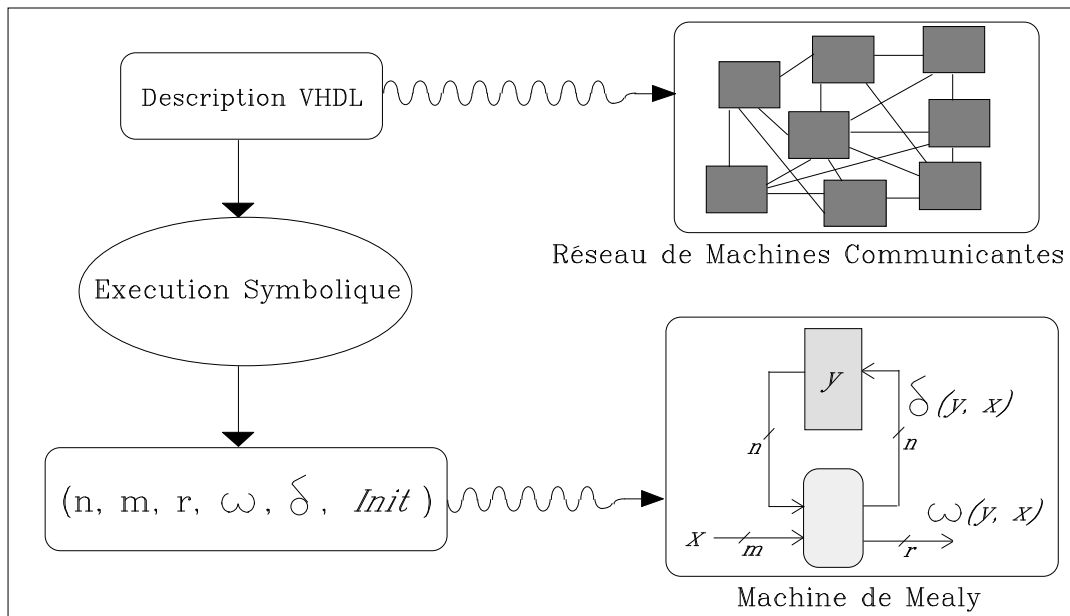 Description VHDL
Réseau de Machines Communicantes
Execution Symbolique
(n, m, r, ω, δ, Init)
y
δ(y, x)
n
n
x
m
r
ω(y, x)
Machine de Mealy